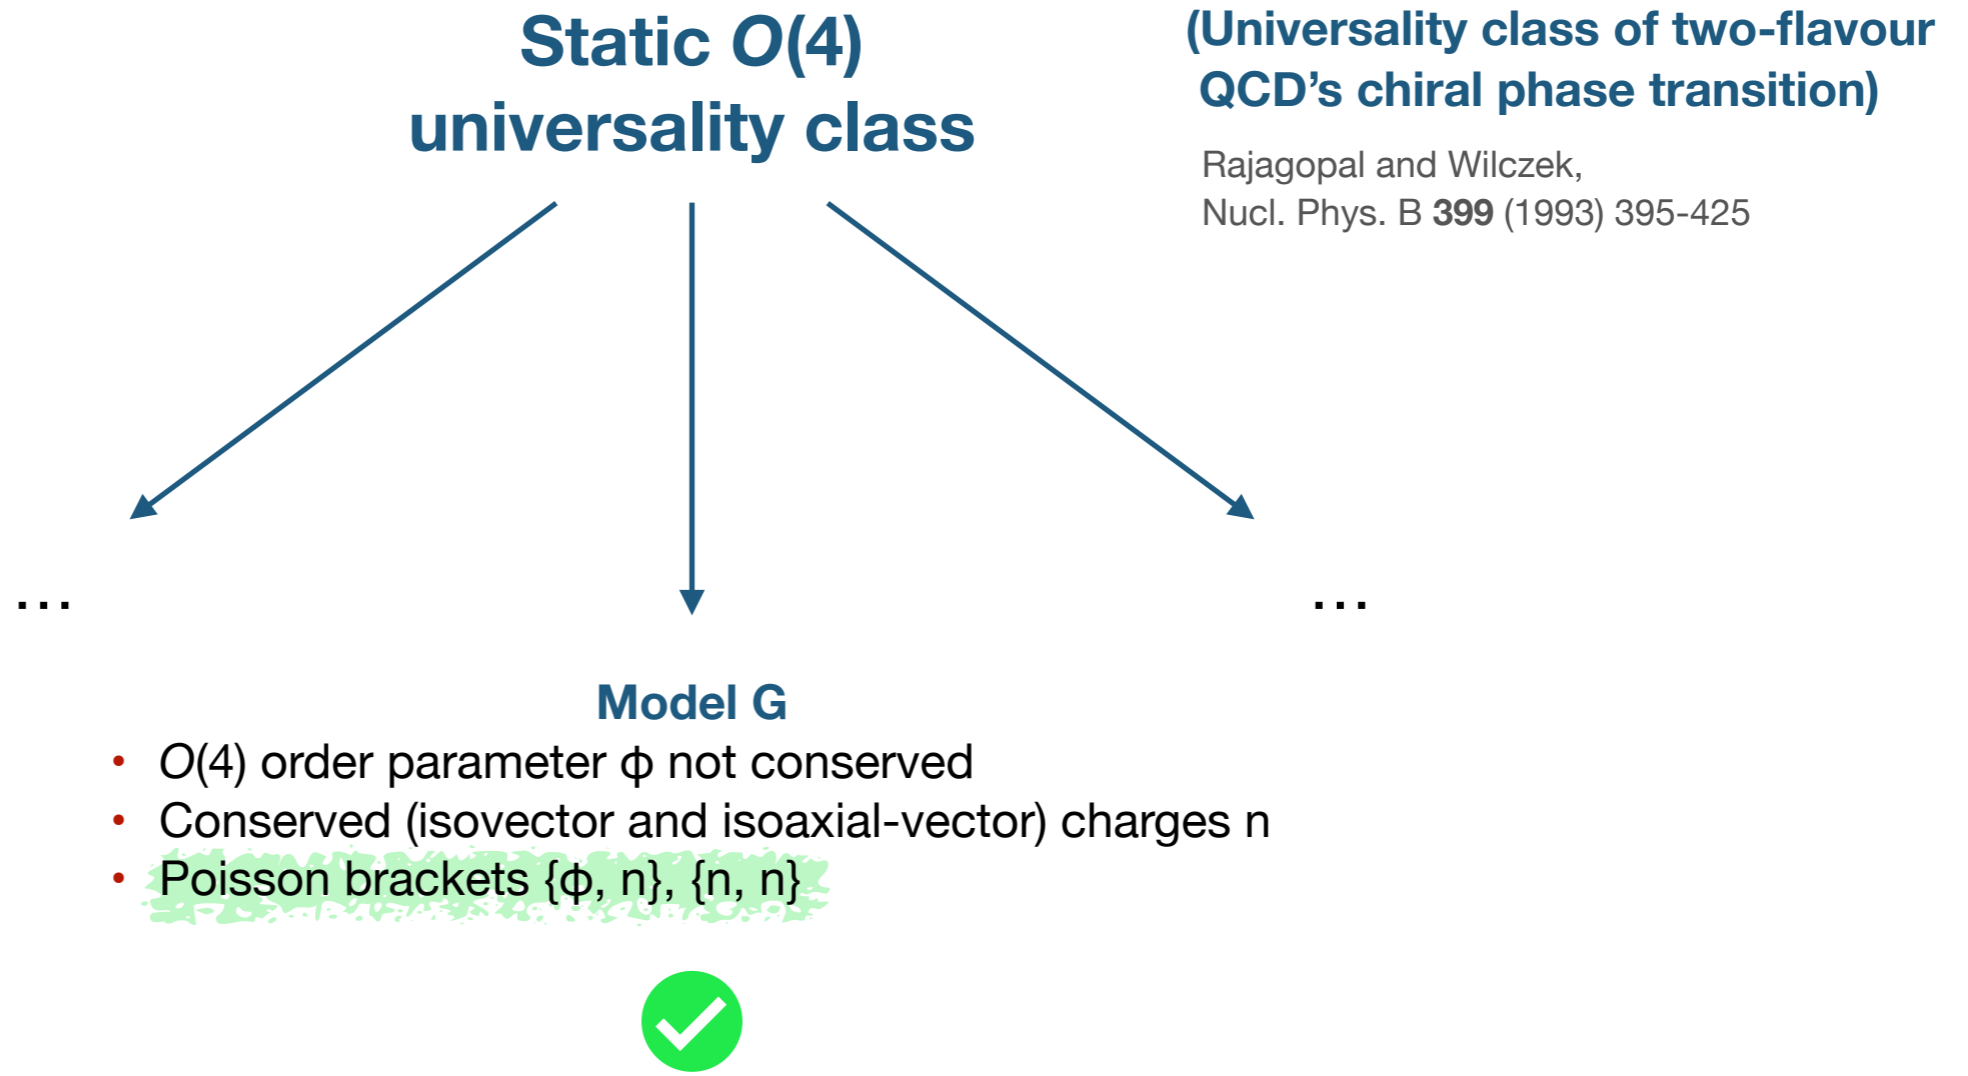 Static O(4)
universality class
(Universality class of two-flavour
QCD’s chiral phase transition)
Rajagopal and Wilczek,
Nucl. Phys. B 399 (1993) 395-425
...
...
Model G
• O(4) order parameter ϕ not conserved
• Conserved (isovector and isoaxial-vector) charges n
• Poisson brackets {ϕ, n}, {n, n}